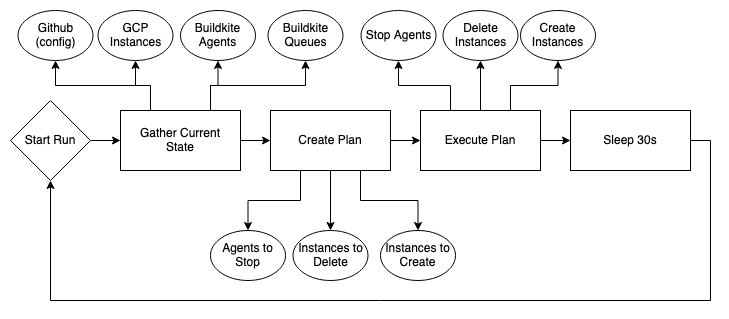 Github
(config)
GCP
Instances
Buildkite
Agents
Buildkite
Queues
Stop Agents
Delete
Instances
Create
Instances
Start Run
Gather Current
State
Create Plan
Execute Plan
Sleep 30s
Agents to
Stop
Instances to
Delete
Instances to
Create